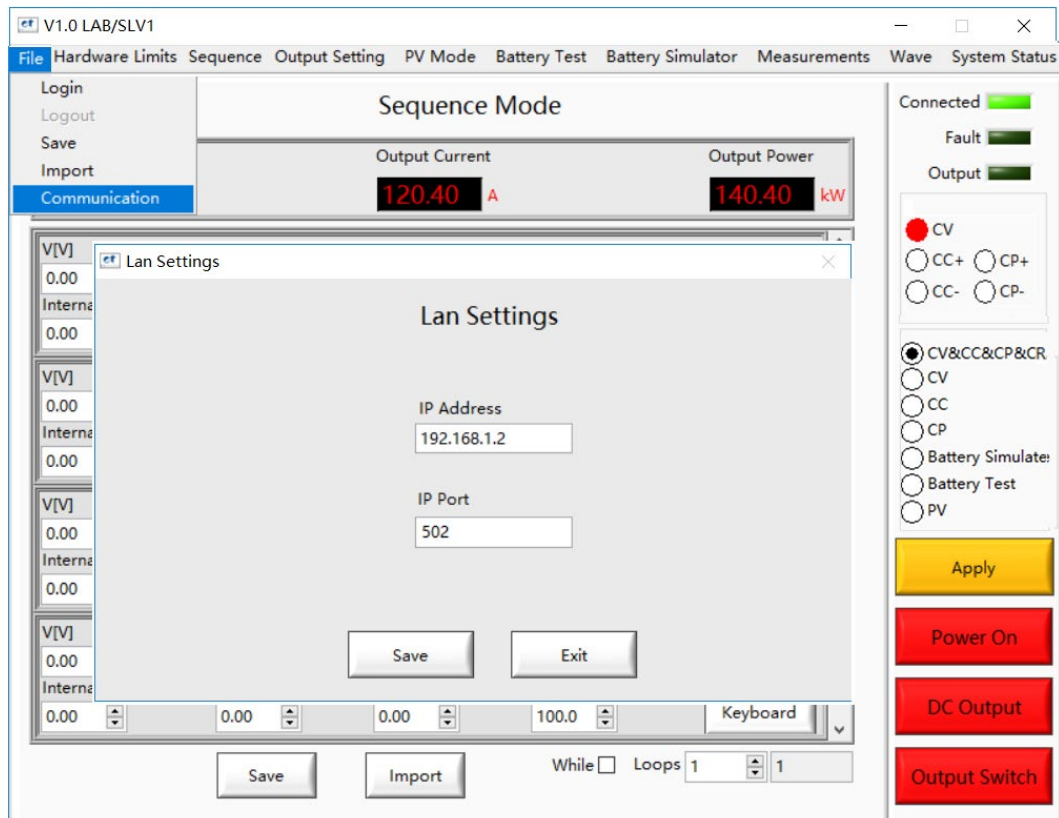 V1.0 LAB/SLV1
File Hardware Limits Sequence Output Setting PV Mode Battery Test Battery Simulator Measurements Wave System Status
Login
Logout
Save
Import
Communication
Sequence Mode
Output Current
120.40 A
Output Power
140.40 kW
V[V]
0.00
Interna
0.00
V[V]
0.00
Interna
0.00
V[V]
0.00
Interna
0.00
V[V]
0.00
Interna
0.00 0.00 0.00 100.0 Keyboard
Lan Settings
Lan Settings
IP Address
192.168.1.2
IP Port
502
Save Exit
Save Import While Loops 1 1
Connected
Fault
Output
CV
CC+ CP+
CC- CP-
CV&CC&CP&CR
CV
CC
CP
Battery Simulate
Battery Test
PV
Apply
Power On
DC Output
Output Switch